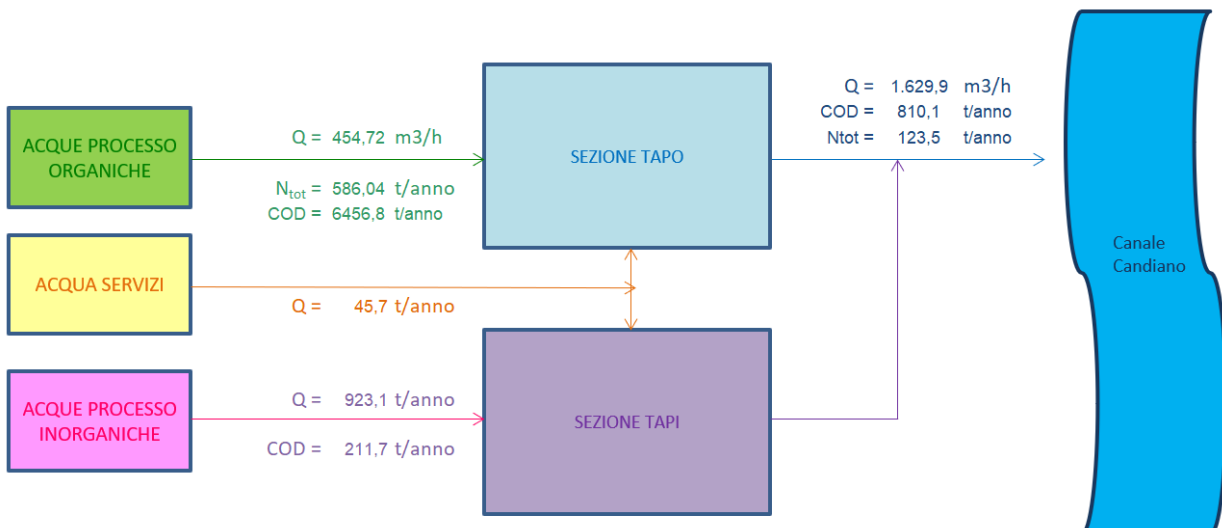 ACQUE PROCESSO
ORGANICHE
Q = 454,72 m3/h
N_tot = 586,04 t/anno
COD = 6456,8 t/anno
SEZIONE TAPO
Q = 1.629,9 m3/h
COD = 810,1 t/anno
Ntot = 123,5 t/anno
Canale
Candiano
ACQUA SERVIZI
Q = 45,7 t/anno
ACQUE PROCESSO
INORGANICHE
Q = 923,1 t/anno
COD = 211,7 t/anno
SEZIONE TAPI